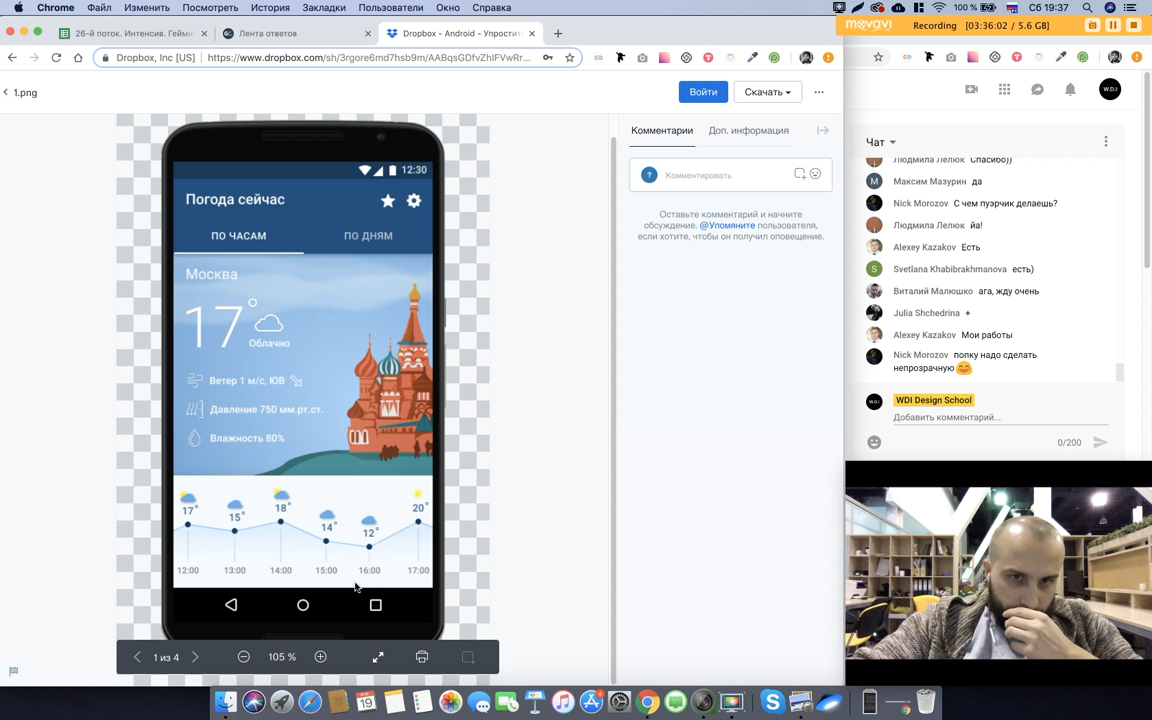 Chrome Файл Изменить Посмотреть История Закладки Пользователи Окно Справка 100 % Сб 19:37
movavi Recording [03:36:02 / 5.6 GB]
26-й поток. Интенсив. Гейми
Лента ответов
Dropbox - Android - Упростит
Dropbox, Inc [US] https://www.dropbox.com/sh/3rgore6md7hsb9m/AABqsGDfvZhIFVwRr...
1.png
Войти
Скачать
12:30
Погода сейчас
ПО ЧАСАМ ПО ДНЯМ
Москва
17°
Облачно
Ветер 1 м/с, ЮВ
Давление 750 мм.рт.ст.
Влажность 80%
17° 15° 18° 14° 12° 20°
12:00 13:00 14:00 15:00 16:00 17:00
1 из 4 105 %
Комментарии Доп. информация
? Комментировать
Оставьте комментарий и начните
обсуждение. @Упомяните пользователя,
если хотите, чтобы он получил оповещение.
W.D.I
Чат
Людмила Лелюк Спасибо))
M Максим Мазурин да
Nick Morozov С чем пуэрчик делаешь?
Людмила Лелюк йа!
Alexey Kazakov Есть
S Svetlana Khabibrakhmanova есть)
Виталий Малюшко ага, жду очень
Julia Shchedrina +
Alexey Kazakov Мои работы
Nick Morozov попку надо сделать
непрозрачную
W.D.I WDI Design School
Добавить комментарий...
0/200
19